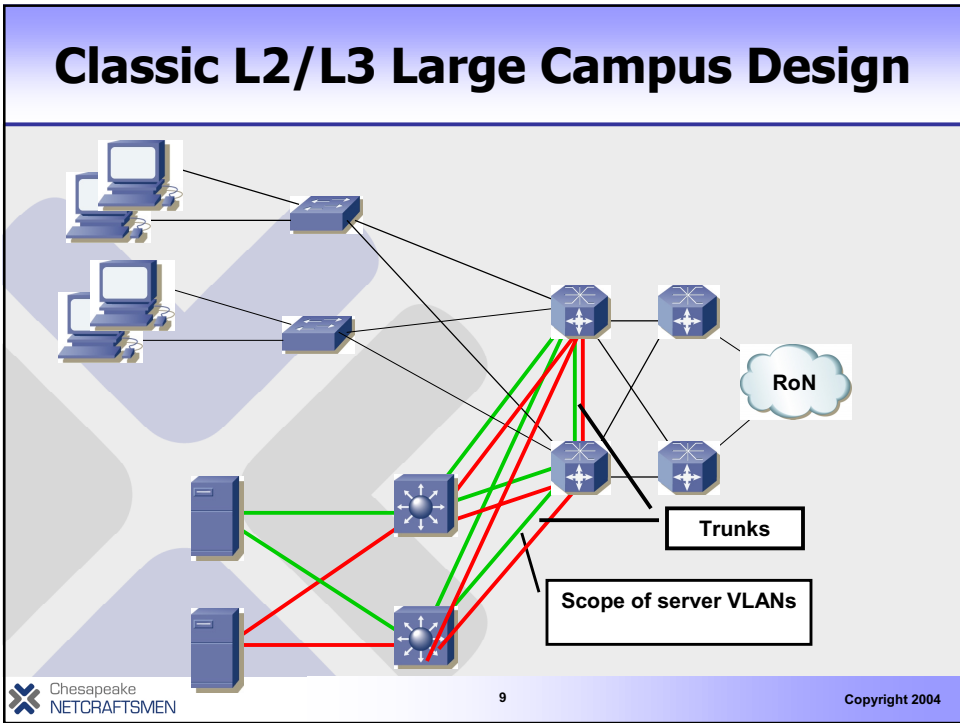 Classic L2/L3 Large Campus Design
RoN
Trunks
Scope of server VLANs
Chesapeake
NETCRAFTSMEN
9
Copyright 2004